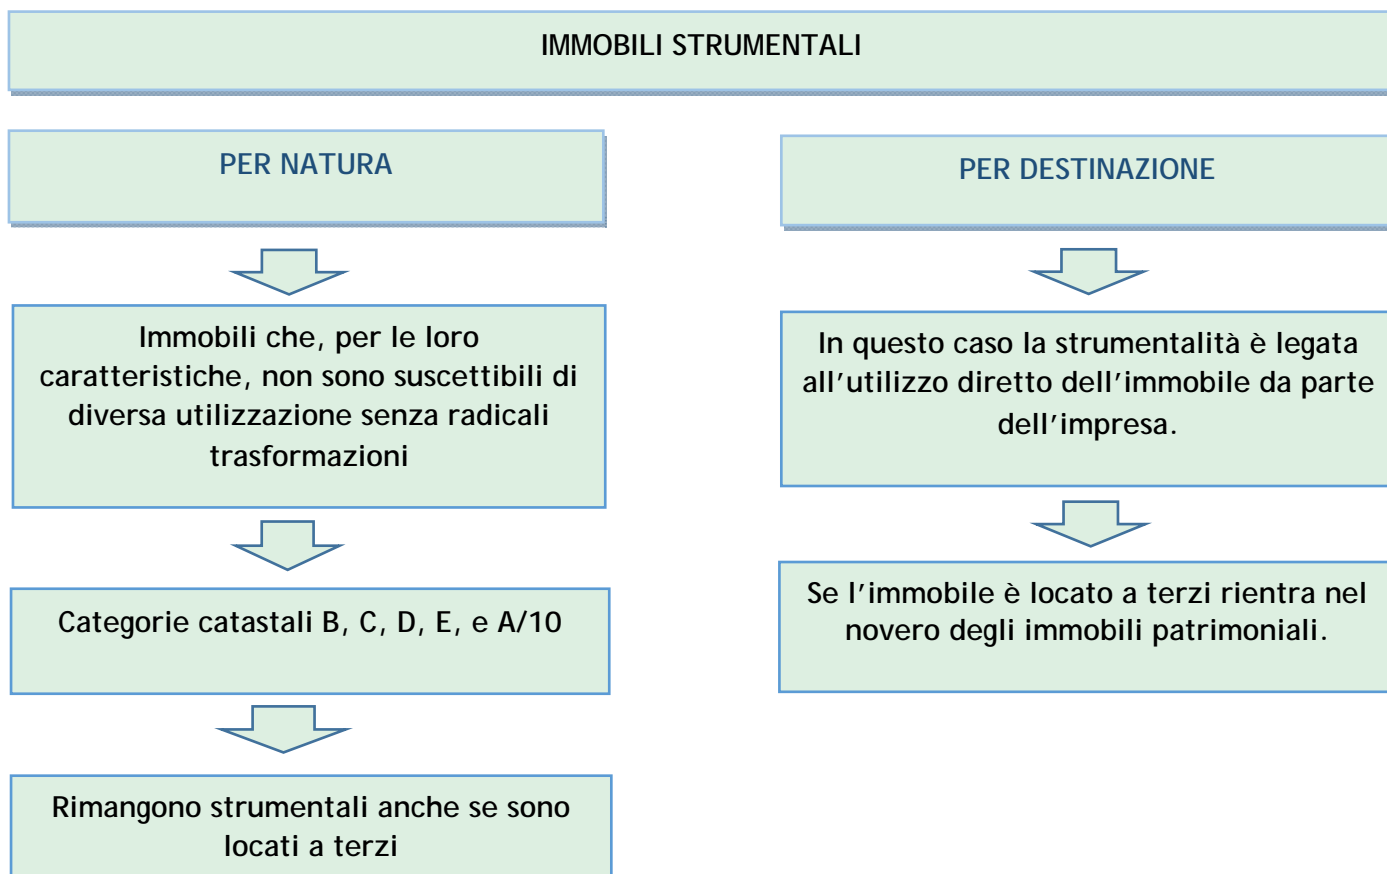 IMMOBILI STRUMENTALI
PER NATURA
Immobili che, per le loro
caratteristiche, non sono suscettibili di
diversa utilizzazione senza radicali
trasformazioni
Categorie catastali B, C, D, E, e A/10
Rimangono strumentali anche se sono
locati a terzi
PER DESTINAZIONE
In questo caso la strumentalità è legata
all’utilizzo diretto dell’immobile da parte
dell’impresa.
Se l’immobile è locato a terzi rientra nel
novero degli immobili patrimoniali.